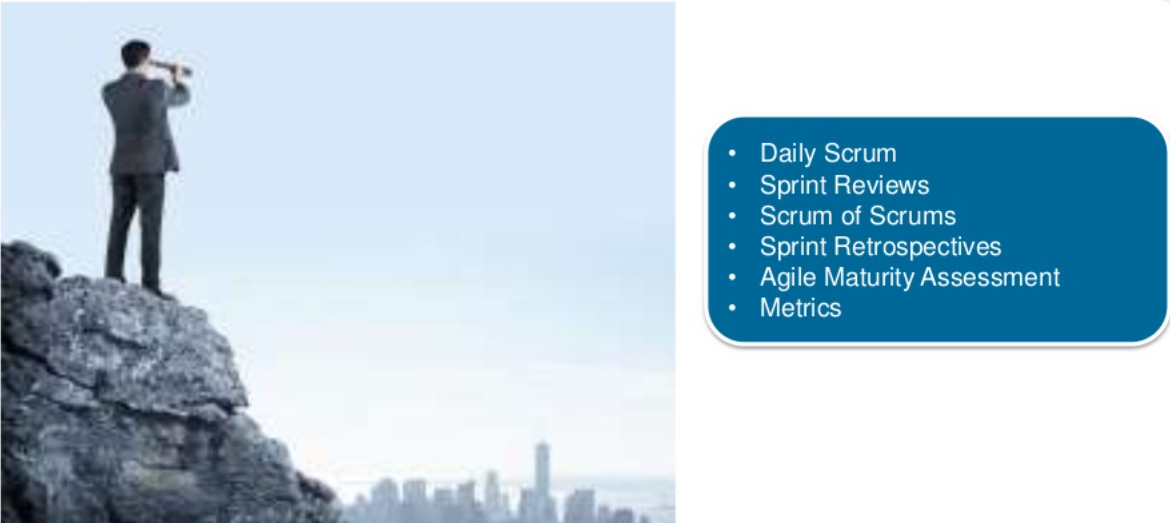 • Daily Scrum
• Sprint Reviews
• Scrum of Scrums
• Sprint Retrospectives
• Agile Maturity Assessment
• Metrics